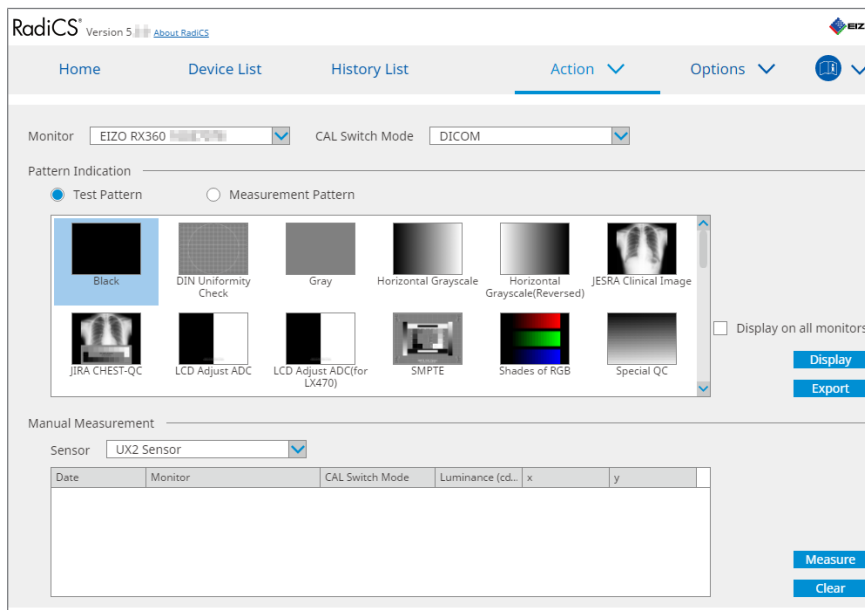 RadiCS® Version 5. About RadiCS
EIZ
Home Device List History List Action Options
Monitor EIZO RX360 CAL Switch Mode DICOM
Pattern Indication
Test Pattern Measurement Pattern
Black
DIN Uniformity
Check
Gray
Horizontal Grayscale
Horizontal
Grayscale(Reversed)
JESRA Clinical Image
JIRA CHEST-QC
LCD Adjust ADC
LCD Adjust ADC(for
LX470)
SMPTE
Shades of RGB
Special QC
Display on all monitors
Display
Export
Manual Measurement
Sensor UX2 Sensor
Date Monitor CAL Switch Mode Luminance (cd... x y
Measure
Clear